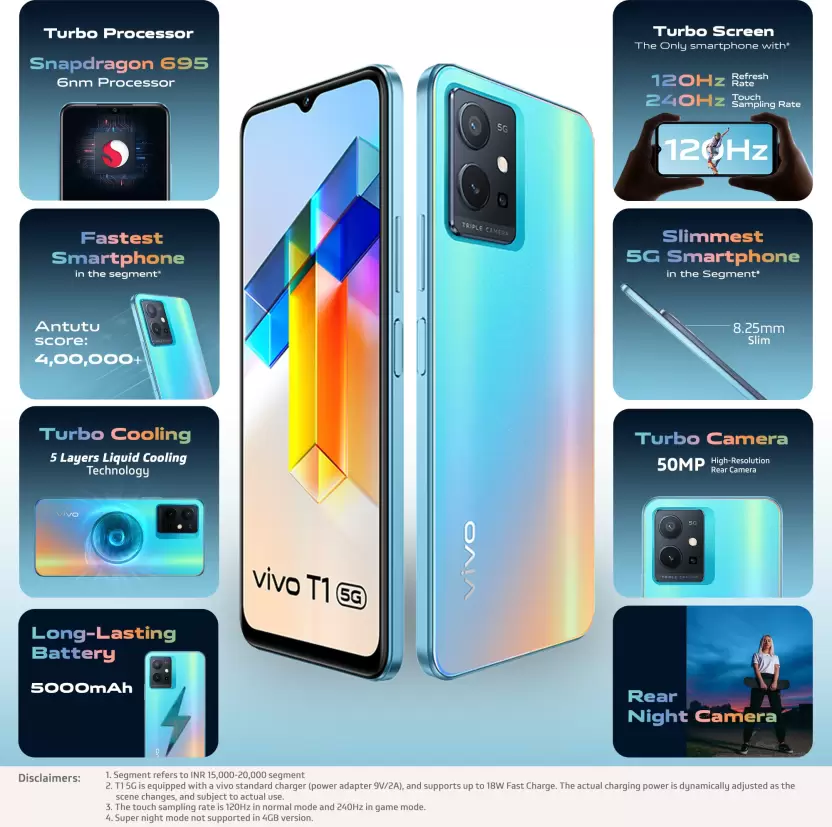 Turbo Processor
Snapdragon 695
6nm Processor
Fastest
Smartphone
in the segment*
Antutu
score:
4,00,000+
Turbo Cooling
5 Layers Liquid Cooling
Technology
vivo
Long-Lasting
Battery
5000mAh
5G
TRIPLE CAMERA
vivo
vivo T1 5G
Turbo Screen
The Only smartphone with*
120Hz Refresh
Rate
240Hz Touch
Sampling Rate
120Hz
Slimmest
5G Smartphone
in the Segment*
8.25mm
Slim
Turbo Camera
50MP High-Resolution
Rear Camera
5G
TRIPLE CAMERA
Rear
Night Camera
Disclaimers:
1. Segment refers to INR 15,000-20,000 segment
2. T1 5G is equipped with a vivo standard charger (power adapter 9V/2A), and supports up to 18W Fast Charge. The actual charging power is dynamically adjusted as the
scene changes, and subject to actual use.
3. The touch sampling rate is 120Hz in normal mode and 240Hz in game mode.
4. Super night mode not supported in 4GB version.